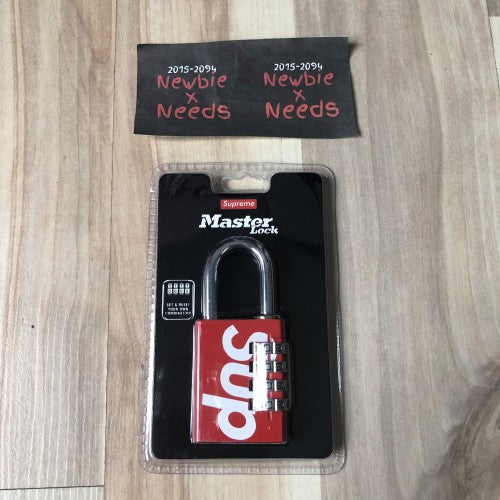 2015-2094
Newbie
x
Needs
2015-2094
Newbie
x
Needs
Supreme
Master
Lock
SET & RESET
YOUR OWN
COMBINATION
Sup